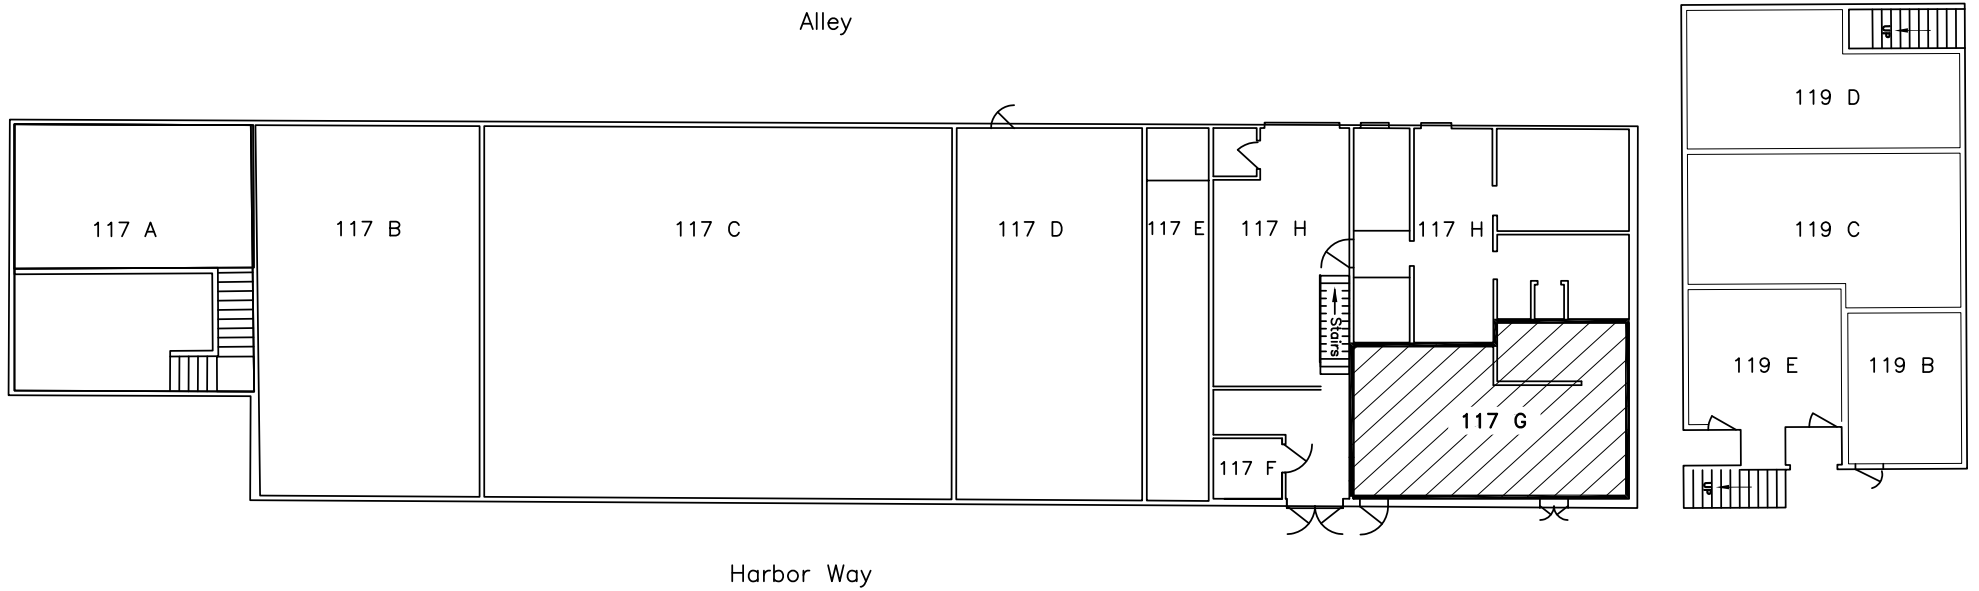 Alley
UP
119 D
117 A
117 B
117 C
117 D
117 E
117 H
117 H
119 C
Stairs
119 E
119 B
117 G
117 F
UP
Harbor Way